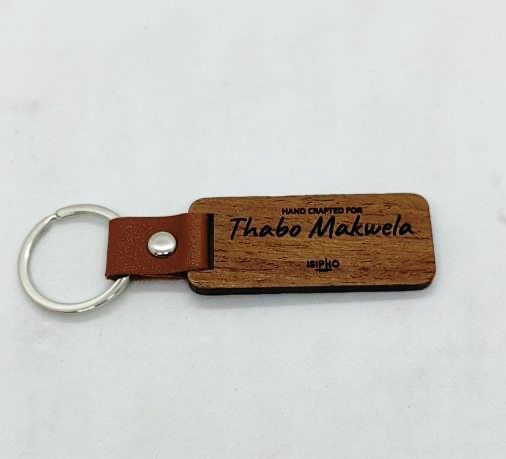 HAND CRAFTED FOR
Thabo Makwela
ISIPHO